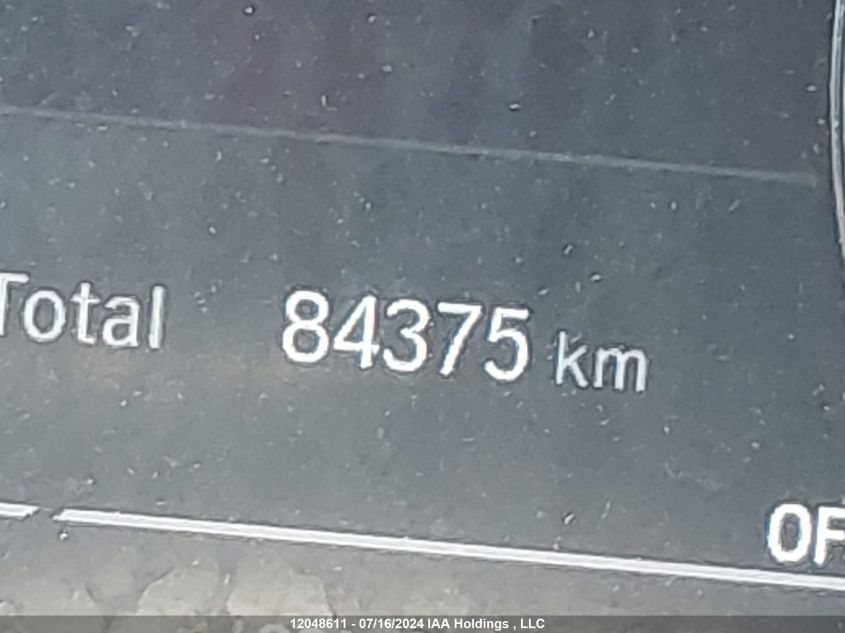 Total 84375 km
OF
12048611 - 07/16/2024 IAA Holdings , LLC